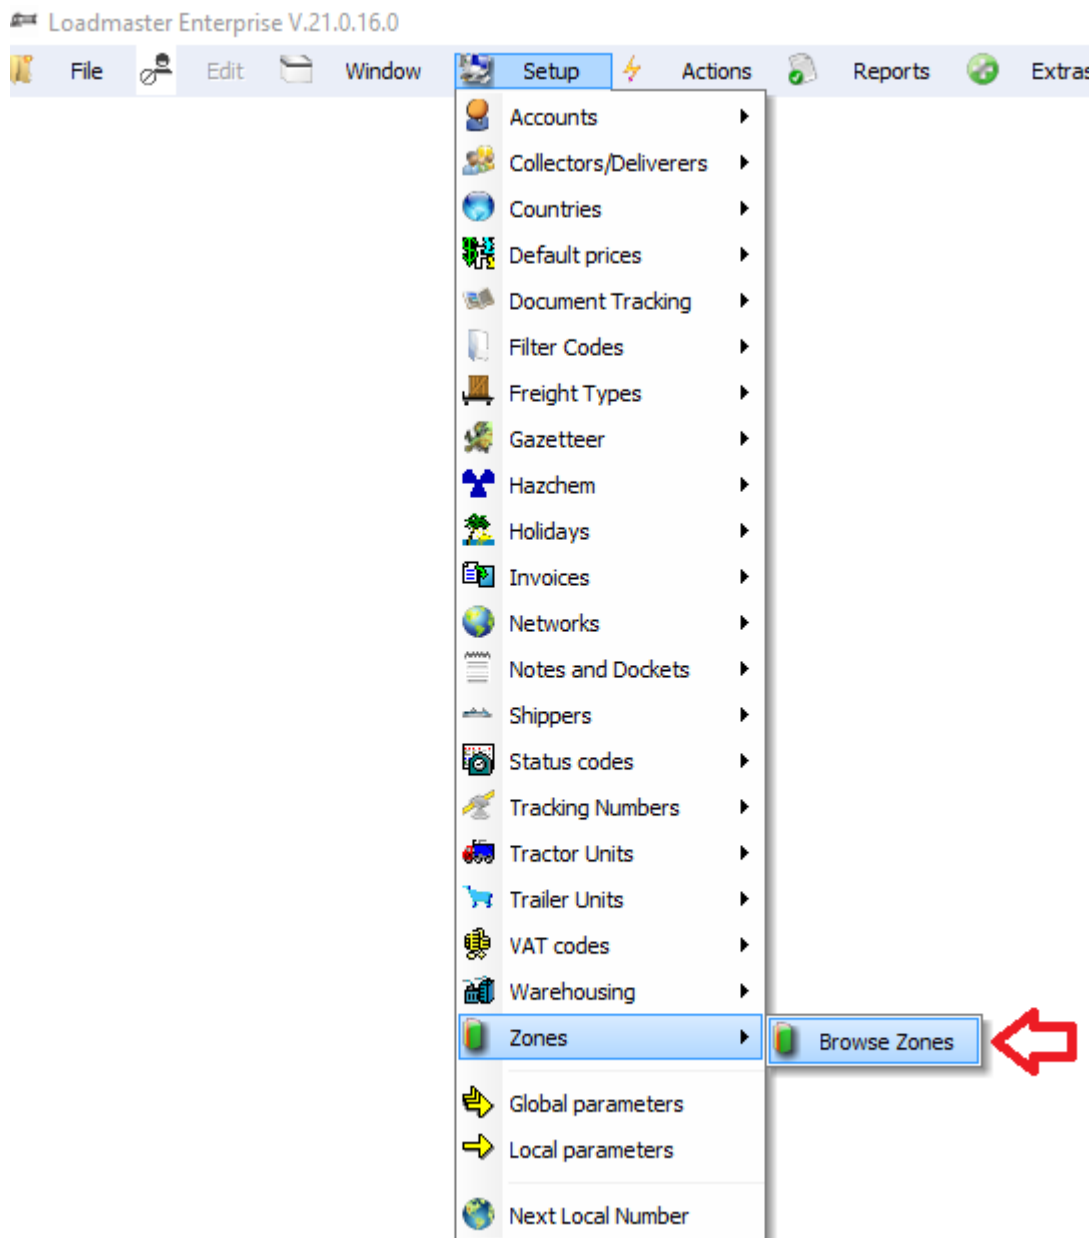 Loadmaster Enterprise V.21.0.16.0
File Edit Window Setup Actions Reports Extras
Accounts
Collectors/Deliverers
Countries
Default prices
Document Tracking
Filter Codes
Freight Types
Gazetteer
Hazchem
Holidays
Invoices
Networks
Notes and Dockets
Shippers
Status codes
Tracking Numbers
Tractor Units
Trailer Units
VAT codes
Warehousing
Zones Browse Zones
Global parameters
Local parameters
Next Local Number